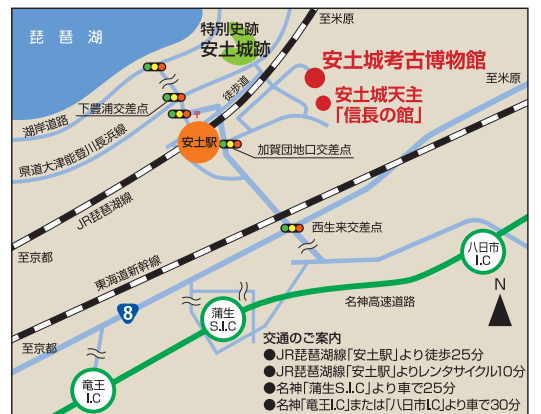 琵琶湖
特別史跡
安土城跡
至米原
安土城考古博物館
至米原
安土城天主
「信長の館」
徒歩道
下豊浦交差点
湖岸道路
県道大津能登川長浜線
安土駅
加賀団地口交差点
JR琵琶湖線
西生来交差点
至京都
東海道新幹線
八日市
I.C
N
8
蒲生
S.I.C
名神高速道路
至京都
竜王
I.C
交通のご案内
●JR琵琶湖線「安土駅」より徒歩25分
●JR琵琶湖線「安土駅」よりレンタサイクル10分
●名神「蒲生S.I.C」より車で25分
●名神「竜王I.C」または「八日市I.C」より車で30分